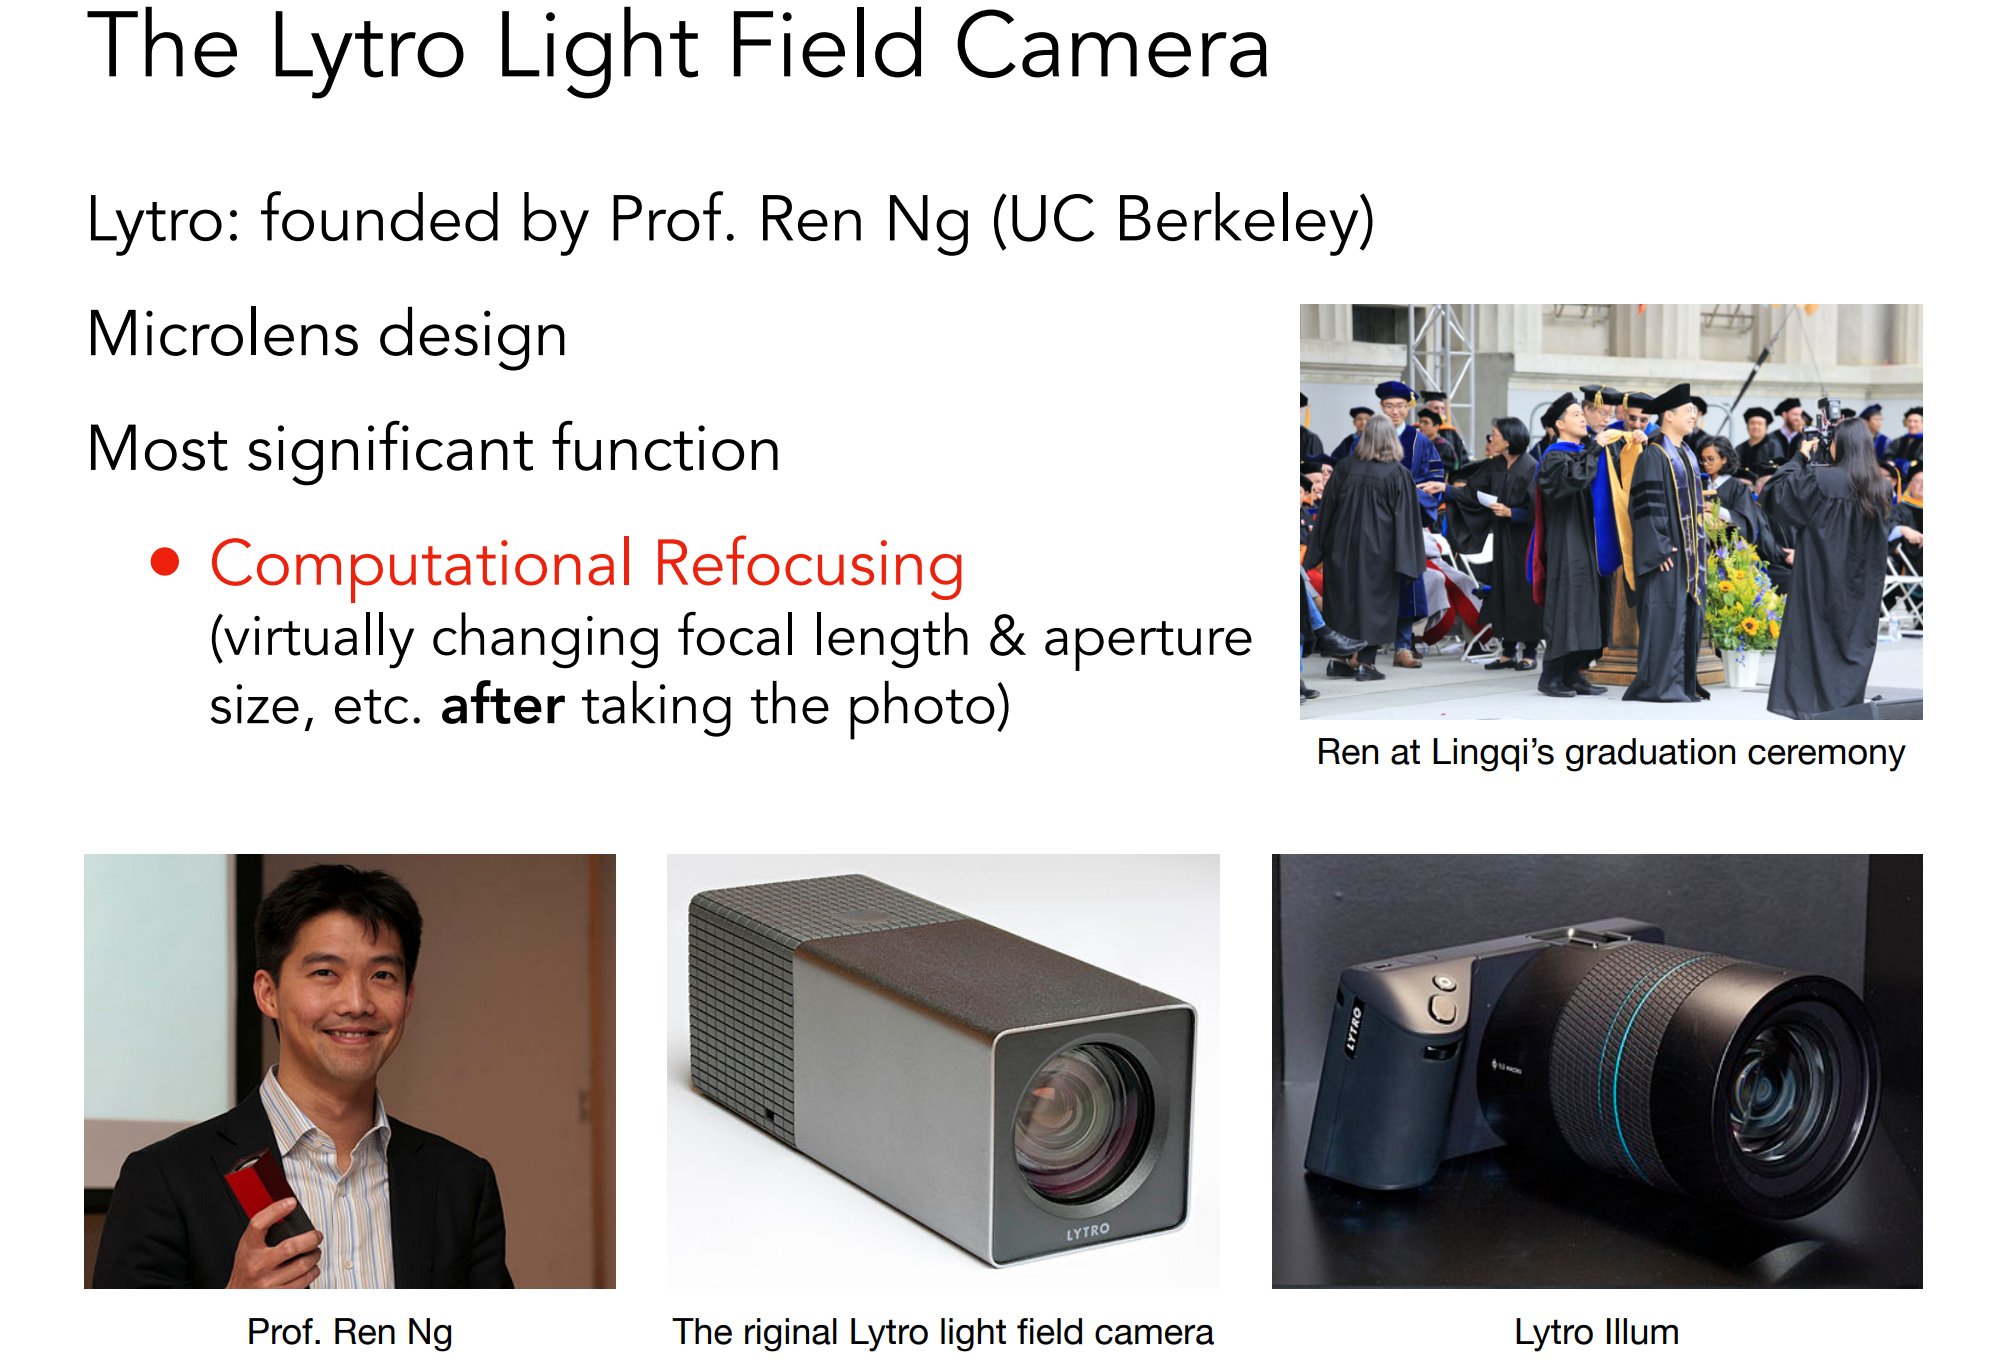 The Lytro Light Field Camera
Lytro: founded by Prof. Ren Ng (UC Berkeley)
Microlens design
Most significant function
• Computational Refocusing
(virtually changing focal length & aperture
size, etc. after taking the photo)
Ren at Lingqi’s graduation ceremony
LYTRO
LYTRO
Prof. Ren Ng
The riginal Lytro light field camera
Lytro Illum